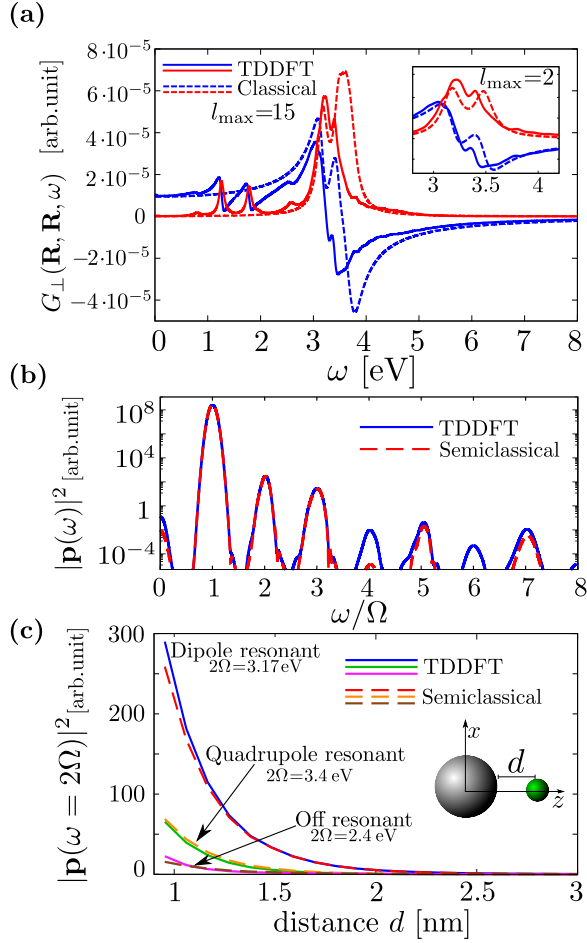 (a)
G⊥(R, R, ω) [arb.unit]
8·10⁻⁵
6·10⁻⁵
4·10⁻⁵
2·10⁻⁵
0
−2·10⁻⁵
−4·10⁻⁵
TDDFT
Classical
l_max=15
l_max=2
3 3.5 4
0 1 2 3 4 5 6 7 8
ω [eV]
(b)
|p(ω)|² [arb.unit]
10⁸
10⁴
1
10⁻⁴
TDDFT
Semiclassical
0 1 2 3 4 5 6 7 8
ω/Ω
(c)
|p(ω = 2Ω)|² [arb.unit]
300
200
100
0
Dipole resonant
2Ω=3.17eV
TDDFT
Semiclassical
Quadrupole resonant
2Ω=3.4 eV
Off resonant
2Ω=2.4 eV
x
d
z
1 1.5 2 2.5 3
distance d [nm]